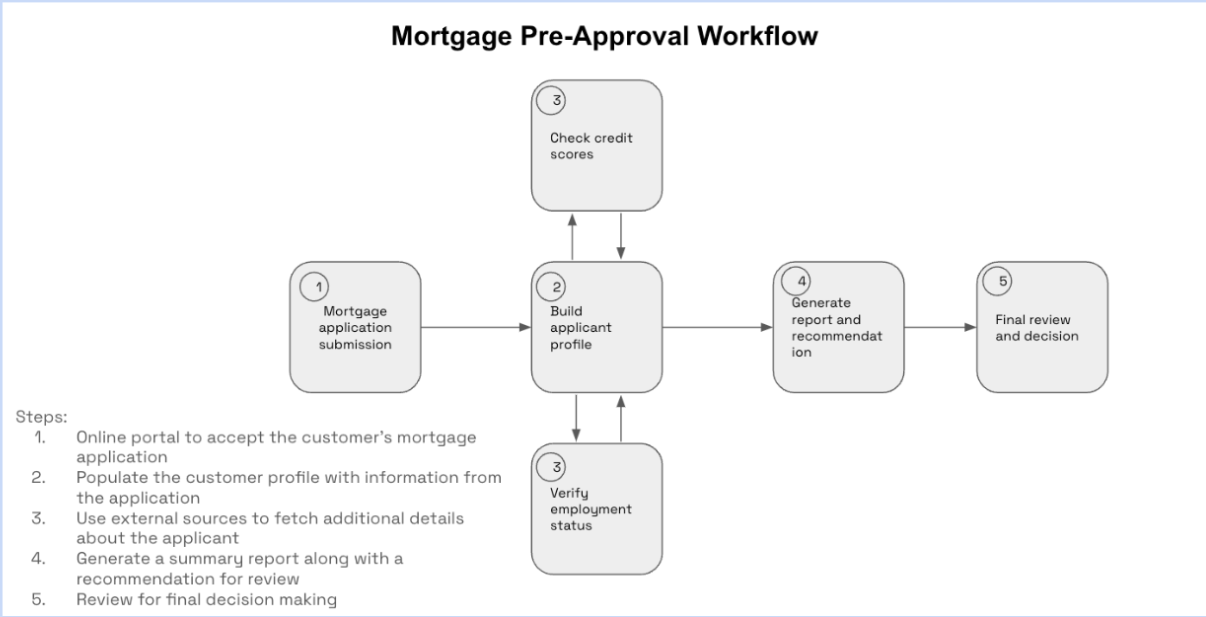 Mortgage Pre-Approval Workflow
3
Check credit
scores
1
Mortgage
application
submission
2
Build
applicant
profile
4
Generate
report and
recommendat
ion
5
Final review
and decision
3
Verify
employment
status
Steps:
1. Online portal to accept the customer's mortgage
application
2. Populate the customer profile with information from
the application
3. Use external sources to fetch additional details
about the applicant
4. Generate a summary report along with a
recommendation for review
5. Review for final decision making